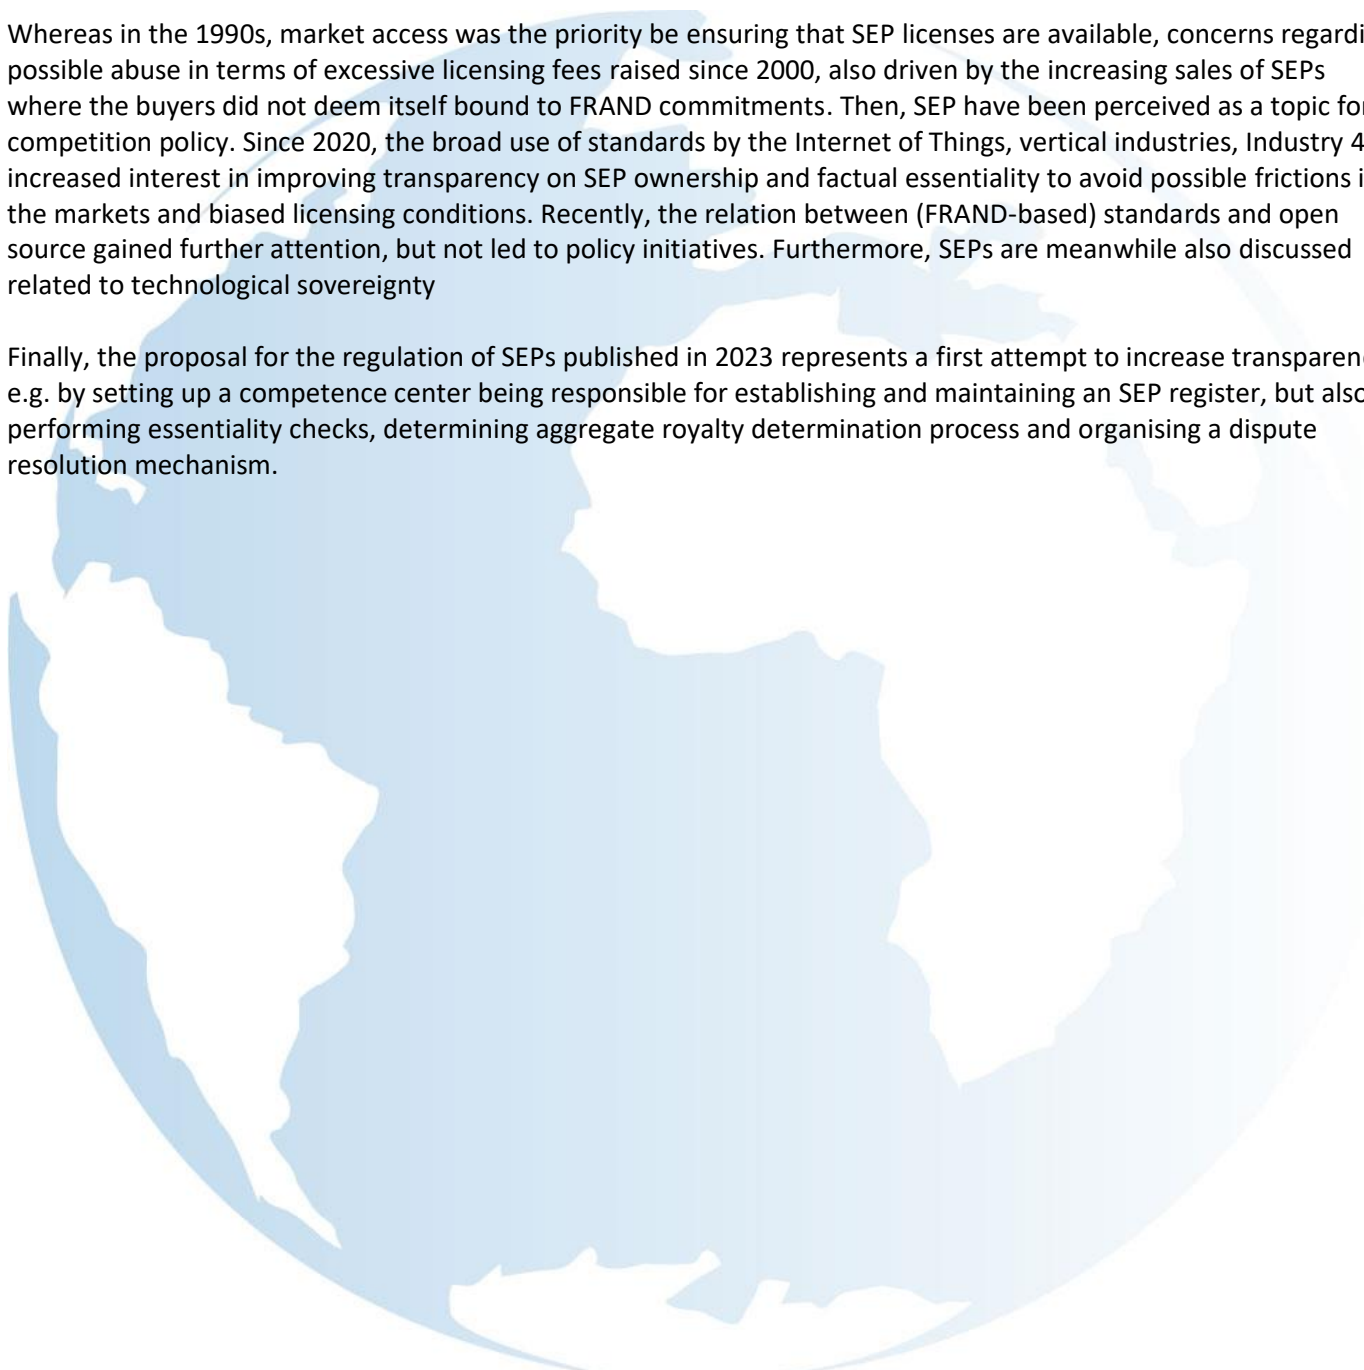 Whereas in the 1990s, market access was the priority be ensuring that SEP licenses are available, concerns regardi
possible abuse in terms of excessive licensing fees raised since 2000, also driven by the increasing sales of SEPs
where the buyers did not deem itself bound to FRAND commitments. Then, SEP have been perceived as a topic for
competition policy. Since 2020, the broad use of standards by the Internet of Things, vertical industries, Industry 4
increased interest in improving transparency on SEP ownership and factual essentiality to avoid possible frictions i
the markets and biased licensing conditions. Recently, the relation between (FRAND-based) standards and open
source gained further attention, but not led to policy initiatives. Furthermore, SEPs are meanwhile also discussed
related to technological sovereignty
Finally, the proposal for the regulation of SEPs published in 2023 represents a first attempt to increase transparenc
e.g. by setting up a competence center being responsible for establishing and maintaining an SEP register, but also
performing essentiality checks, determining aggregate royalty determination process and organising a dispute
resolution mechanism.